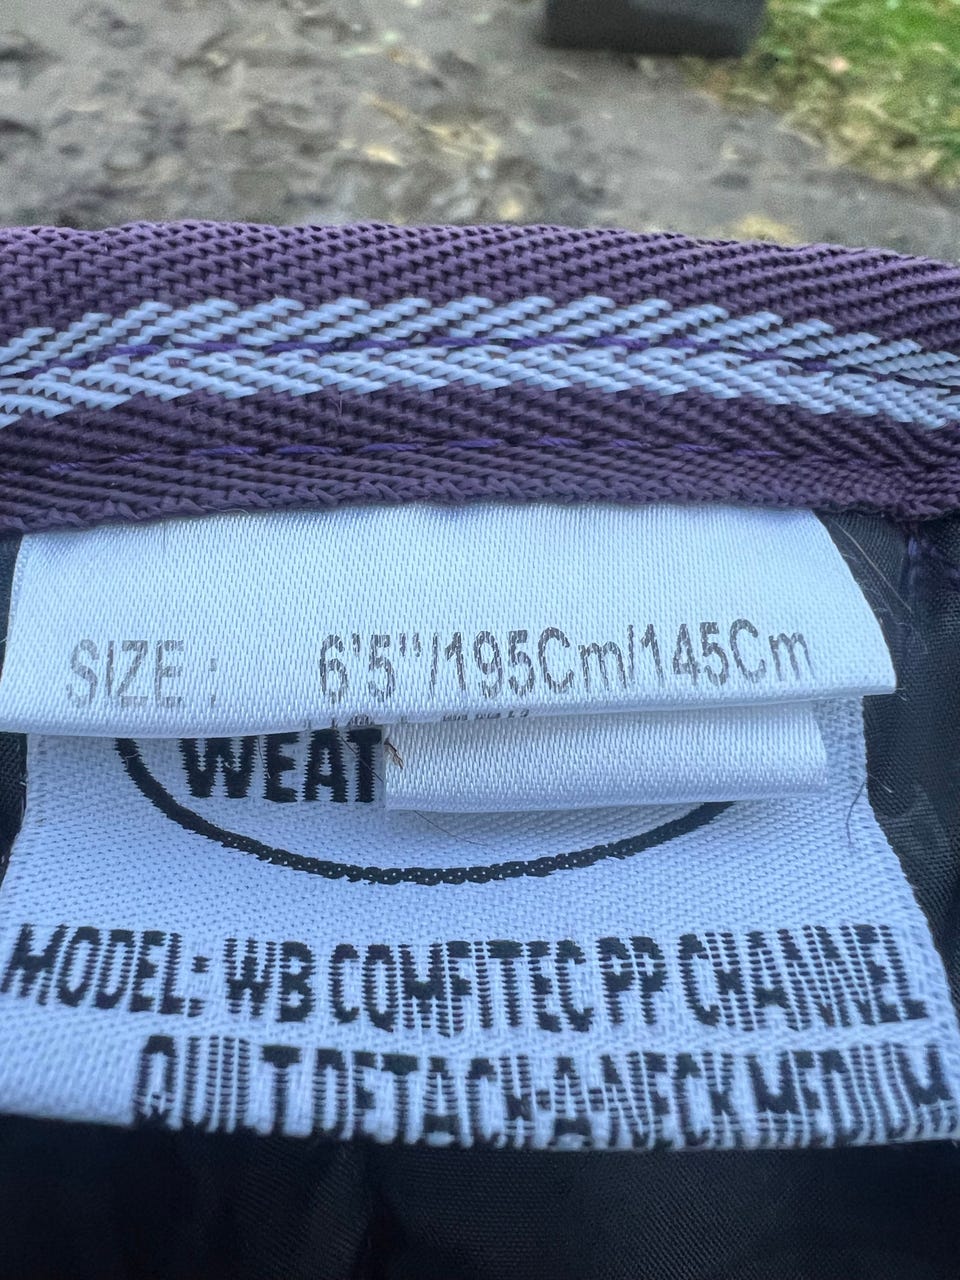 SIZE : 6'5"/195Cm/145Cm
WEAT
MODEL: WB COMFITEC PP CHANNEL
QUILT DETACH-A-NECK MEDIUM